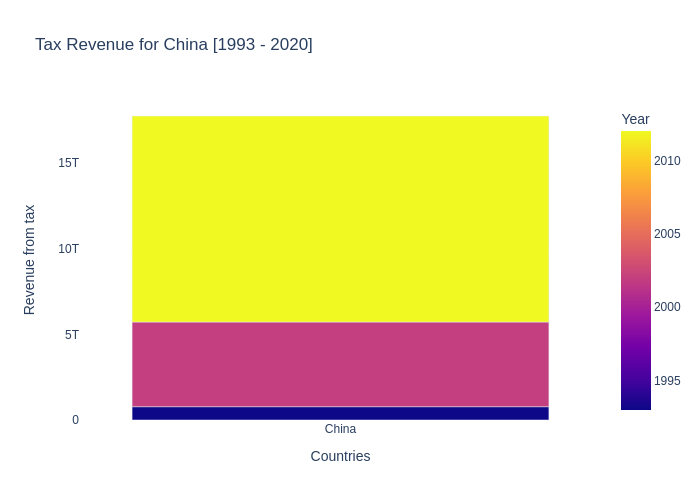 Tax Revenue for China [1993 - 2020]
Year
2010
2005
2000
1995
15T
10T
5T
0
Revenue from tax
China
Countries